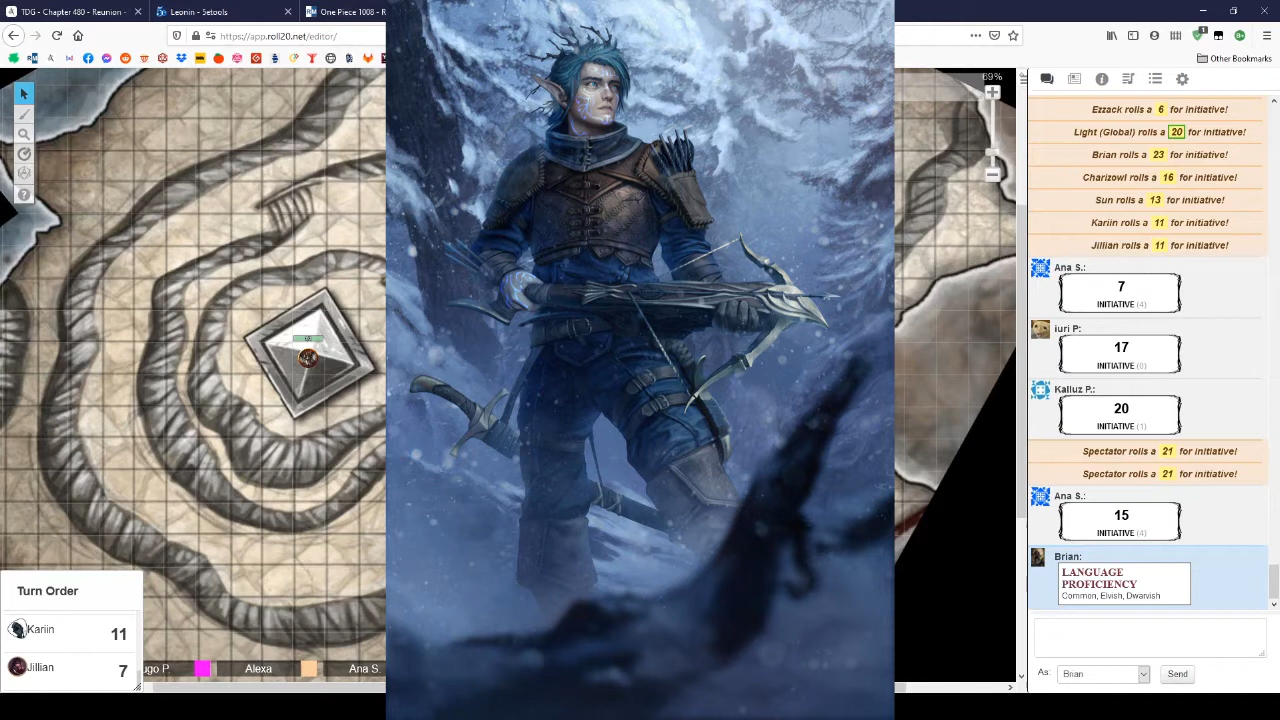 TDG - Chapter 480 - Reunion -
Leonin - 5etools
One Piece 1008 - R
https://app.roll20.net/editor/
Other Bookmarks
69%
Ezzack rolls a 6 for initiative!
Light (Global) rolls a 20 for initiative!
Brian rolls a 23 for initiative!
Charizowl rolls a 16 for initiative!
Sun rolls a 13 for initiative!
Kariin rolls a 11 for initiative!
Jillian rolls a 11 for initiative!
Ana S.:
7
INITIATIVE (4)
iuri P:
17
INITIATIVE (0)
Kalluz P.:
20
INITIATIVE (1)
Spectator rolls a 21 for initiative!
Spectator rolls a 21 for initiative!
Ana S.:
15
INITIATIVE (4)
Brian:
LANGUAGE
PROFICIENCY
Common, Elvish, Dwarvish
As: Brian Send
Turn Order
Kariin 11
Jillian 7
ugo P. Alexa Ana S